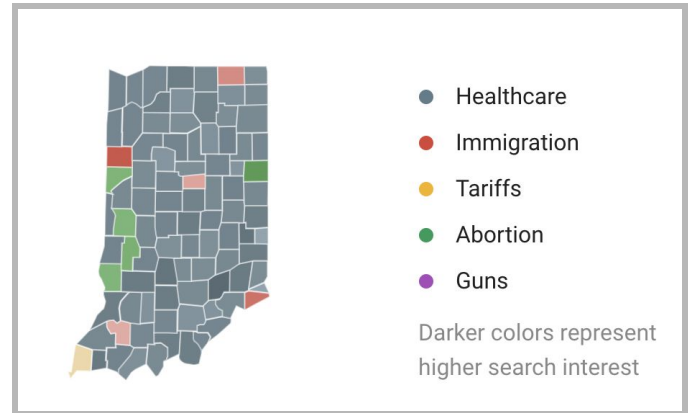 Healthcare
Immigration
Tariffs
Abortion
Guns
Darker colors represent
higher search interest